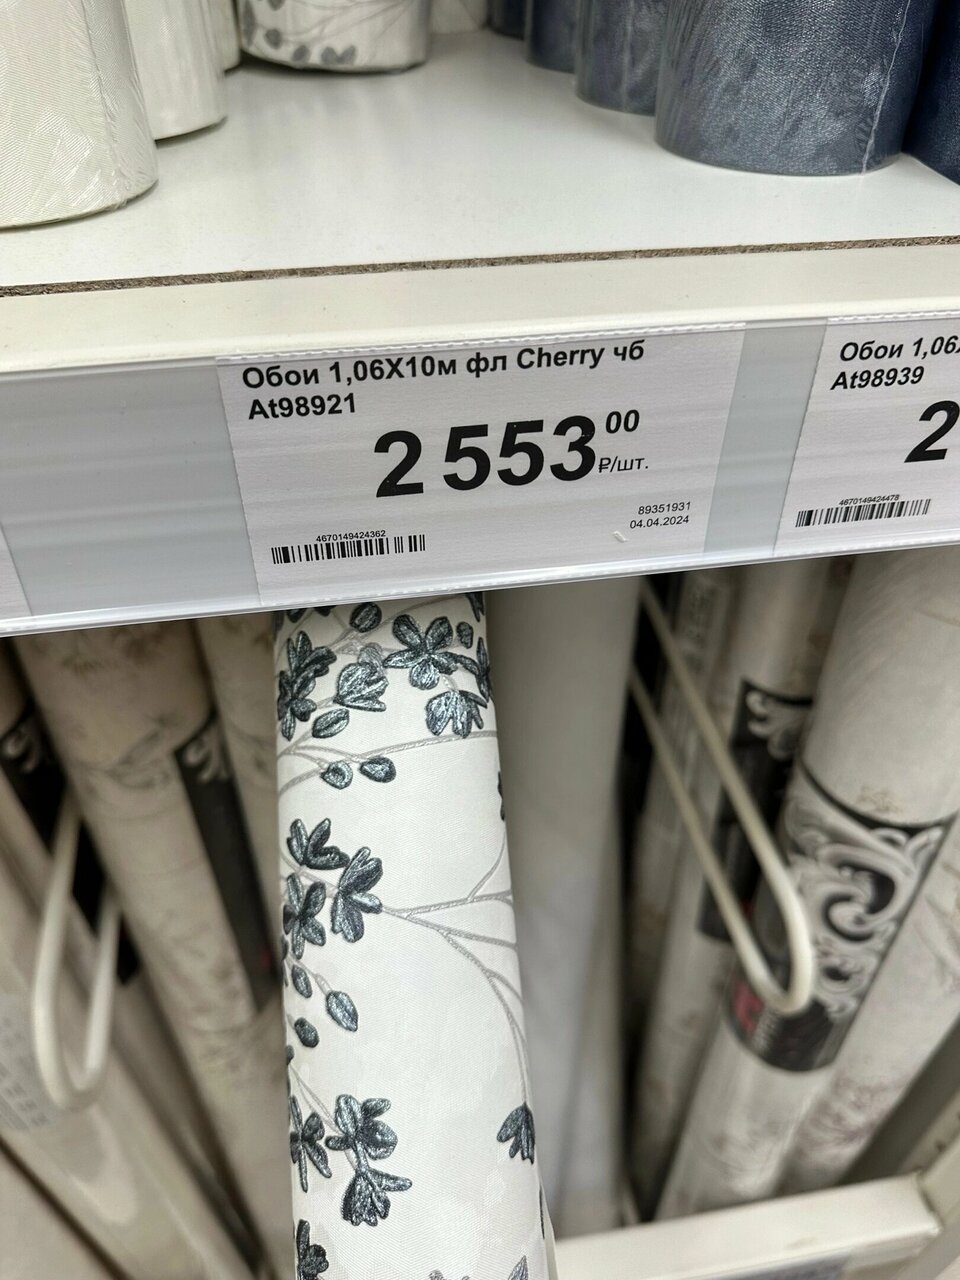 Обои 1,06X10м фл Cherry чб
At98921
2 553 00
₽/шт.
89351931
04.04.2024
4670149424362
Обои 1,06
At98939
2
4670149424478